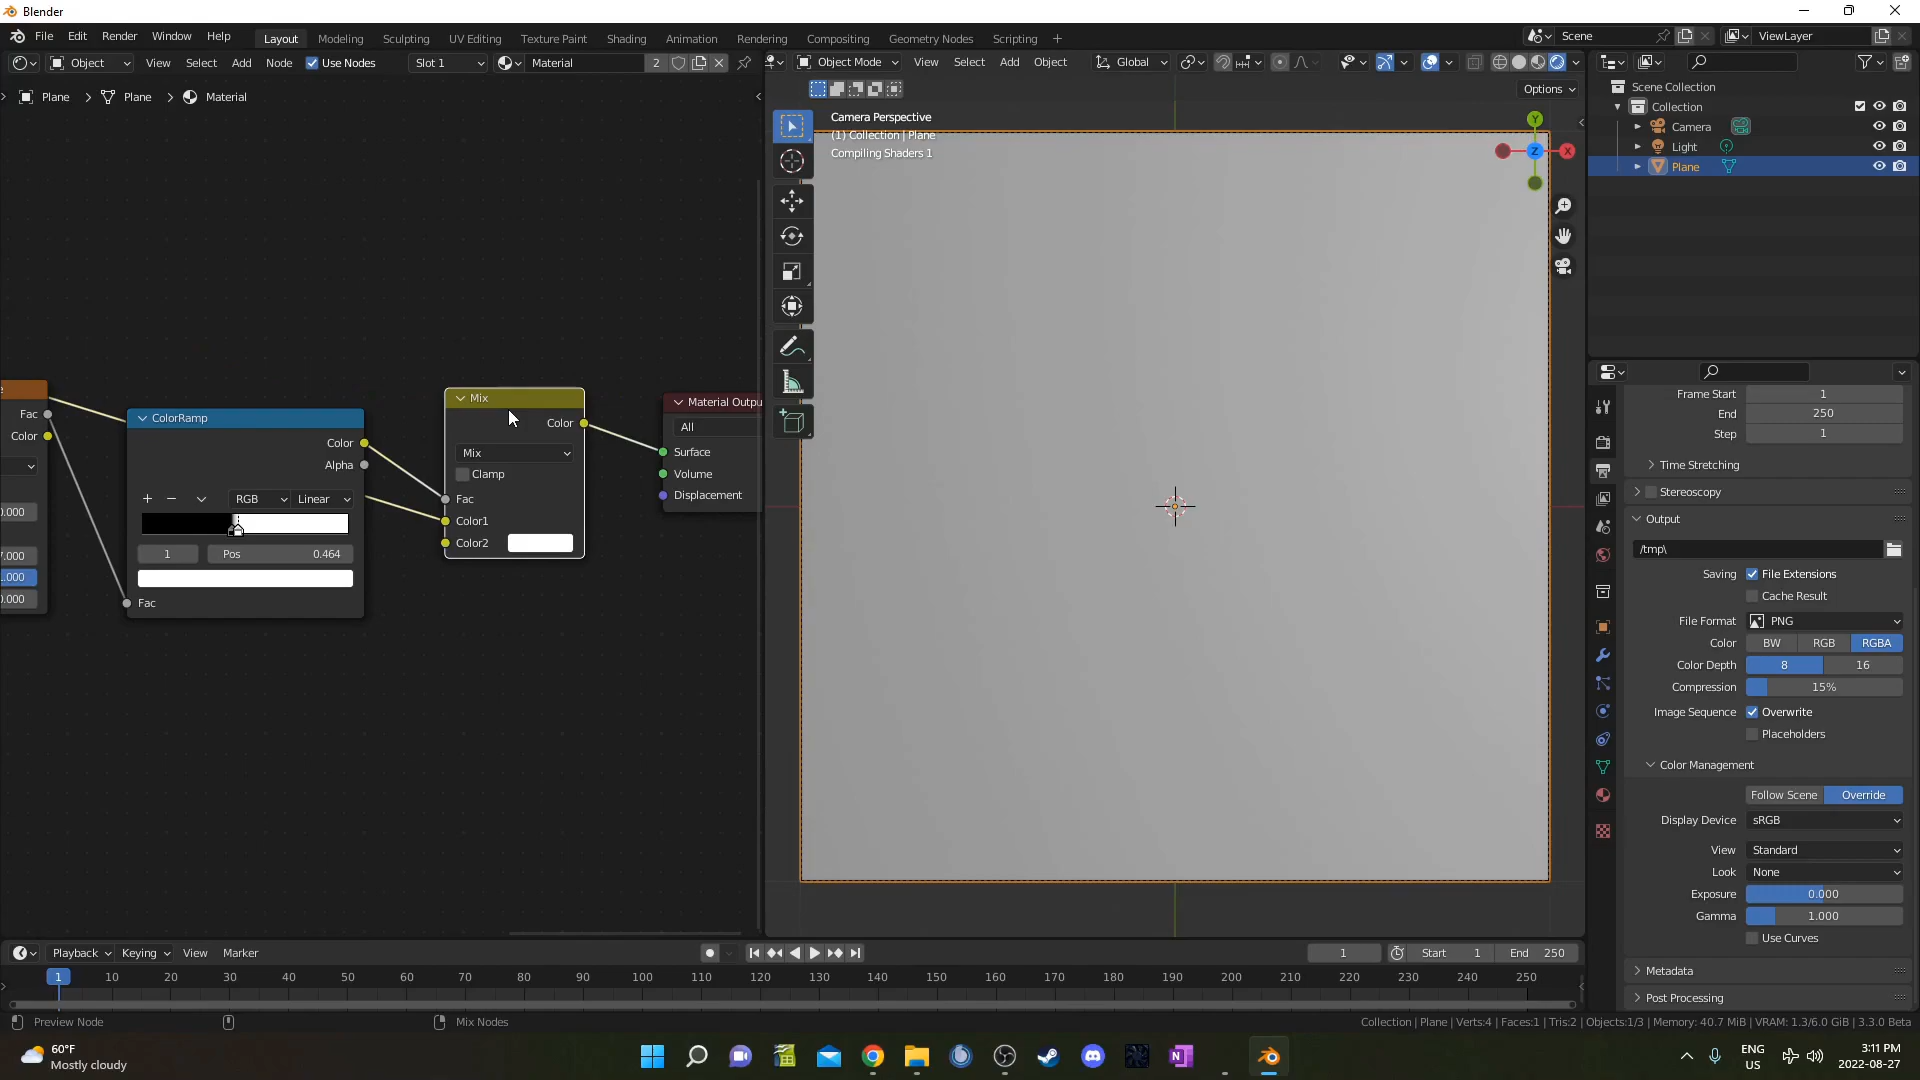 Blender
File Edit Render Window Help Layout Modeling Sculpting UV Editing Texture Paint Shading Animation Rendering Compositing Geometry Nodes Scripting + Scene ViewLayer
Object View Select Add Node Use Nodes Slot 1 Material 2 Object Mode View Select Add Object Global
Options
Plane > Plane > Material
Camera Perspective
(1) Collection | Plane
Compiling Shaders 1
Y
Z
X
Scene Collection
Collection
Camera
Light
Plane
Fac
Color
0.000
7.000
1.000
0.000
ColorRamp
Color
Alpha
RGB Linear
1 Pos 0.464
Fac
Mix
Color
Mix
Clamp
Fac
Color1
Color2
Material Outpu
All
Surface
Volume
Displacement
Frame Start 1
End 250
Step 1
Time Stretching
Stereoscopy
Output
/tmp\
Saving File Extensions
Cache Result
File Format PNG
Color BW RGB RGBA
Color Depth 8 16
Compression 15%
Image Sequence Overwrite
Placeholders
Color Management
Follow Scene Override
Display Device sRGB
View Standard
Look None
Exposure 0.000
Gamma 1.000
Use Curves
Metadata
Post Processing
Playback Keying View Marker 1 Start 1 End 250
1 10 20 30 40 50 60 70 80 90 100 110 120 130 140 150 160 170 180 190 200 210 220 230 240 250
Preview Node Mix Nodes Collection | Plane | Verts:4 | Faces:1 | Tris:2 | Objects:1/3 | Memory: 40.7 MiB | VRAM: 1.3/6.0 GiB | 3.3.0 Beta
60°F
Mostly cloudy
ENG
US
3:11 PM
2022-08-27